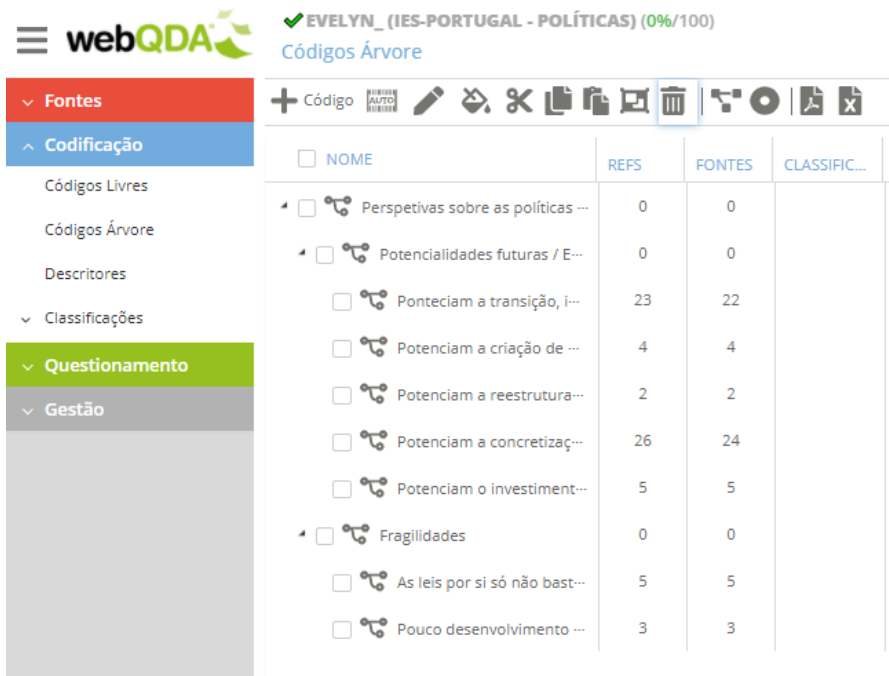 webQDA
EVELYN_ (IES-PORTUGAL - POLÍTICAS) (0%/100)
Códigos Árvore
Fontes
Codificação
Códigos Livres
Códigos Árvore
Descritores
Classificações
Questionamento
Gestão
Código AUTO
NOME REFS FONTES CLASSIFIC...
Perspetivas sobre as políticas ... 0 0
Potencialidades futuras / E... 0 0
Ponteciam a transição, i... 23 22
Potenciam a criação de ... 4 4
Potenciam a reestrutura... 2 2
Potenciam a concretizaç... 26 24
Potenciam o investiment... 5 5
Fragilidades 0 0
As leis por si só não bast... 5 5
Pouco desenvolvimento ... 3 3